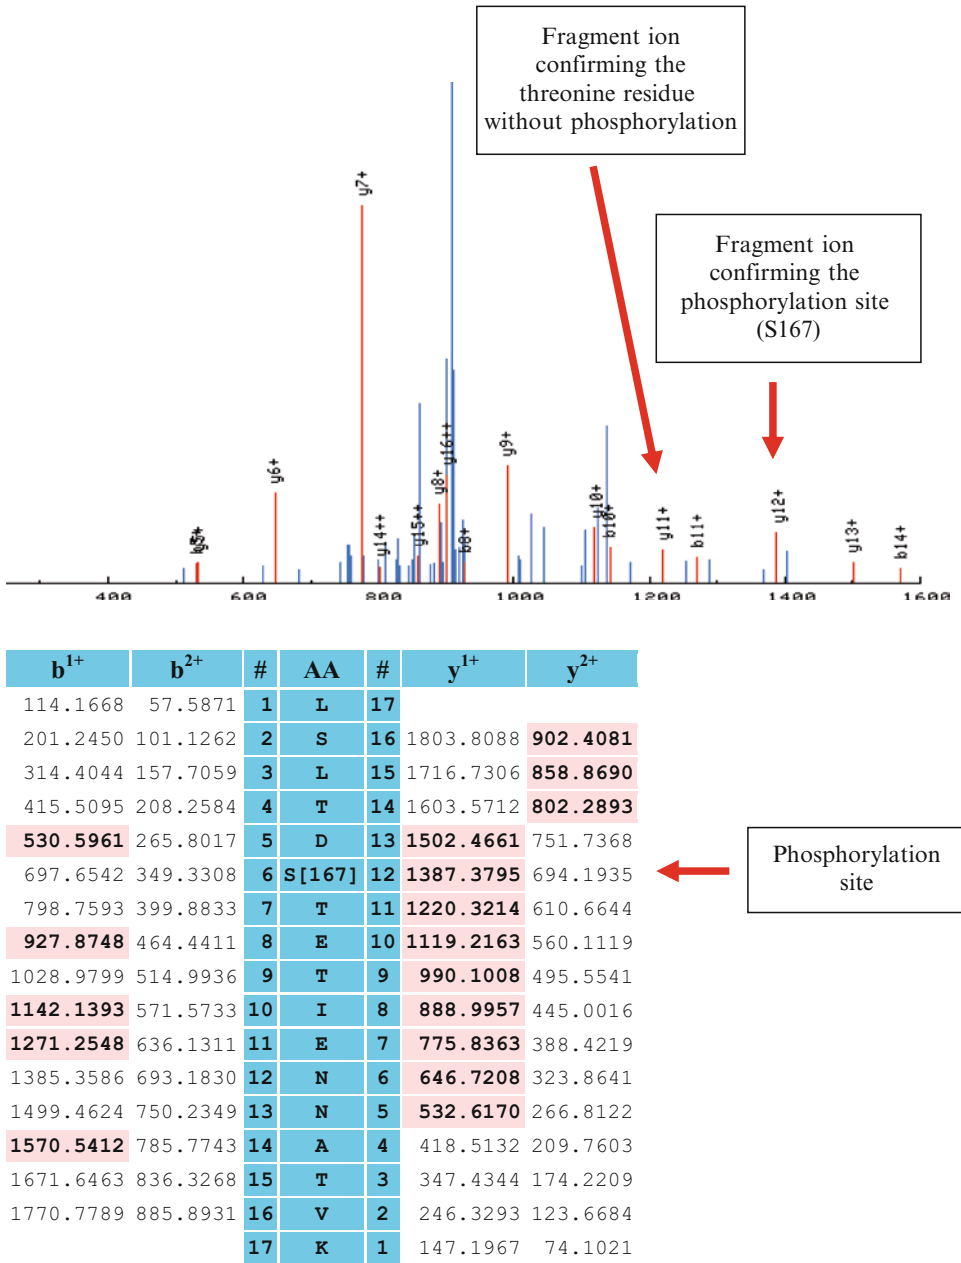 Fragment ion
confirming the
threonine residue
without phosphorylation
Fragment ion
confirming the
phosphorylation site
(S167)
y7+
y16++
y9+
y6+
y8+
y10+
y12+
y15++
b10+
y14++
b8+
y11+
b11+
y13+
b14+
400 600 800 1000 1200 1400 1600
b1+ b2+ # AA # y1+ y2+
114.1668 57.5871 1 L 17
201.2450 101.1262 2 S 16 1803.8088 902.4081
314.4044 157.7059 3 L 15 1716.7306 858.8690
415.5095 208.2584 4 T 14 1603.5712 802.2893
530.5961 265.8017 5 D 13 1502.4661 751.7368
697.6542 349.3308 6 S[167] 12 1387.3795 694.1935
798.7593 399.8833 7 T 11 1220.3214 610.6644
927.8748 464.4411 8 E 10 1119.2163 560.1119
1028.9799 514.9936 9 T 9 990.1008 495.5541
1142.1393 571.5733 10 I 8 888.9957 445.0016
1271.2548 636.1311 11 E 7 775.8363 388.4219
1385.3586 693.1830 12 N 6 646.7208 323.8641
1499.4624 750.2349 13 N 5 532.6170 266.8122
1570.5412 785.7743 14 A 4 418.5132 209.7603
1671.6463 836.3268 15 T 3 347.4344 174.2209
1770.7789 885.8931 16 V 2 246.3293 123.6684
17 K 1 147.1967 74.1021
Phosphorylation
site